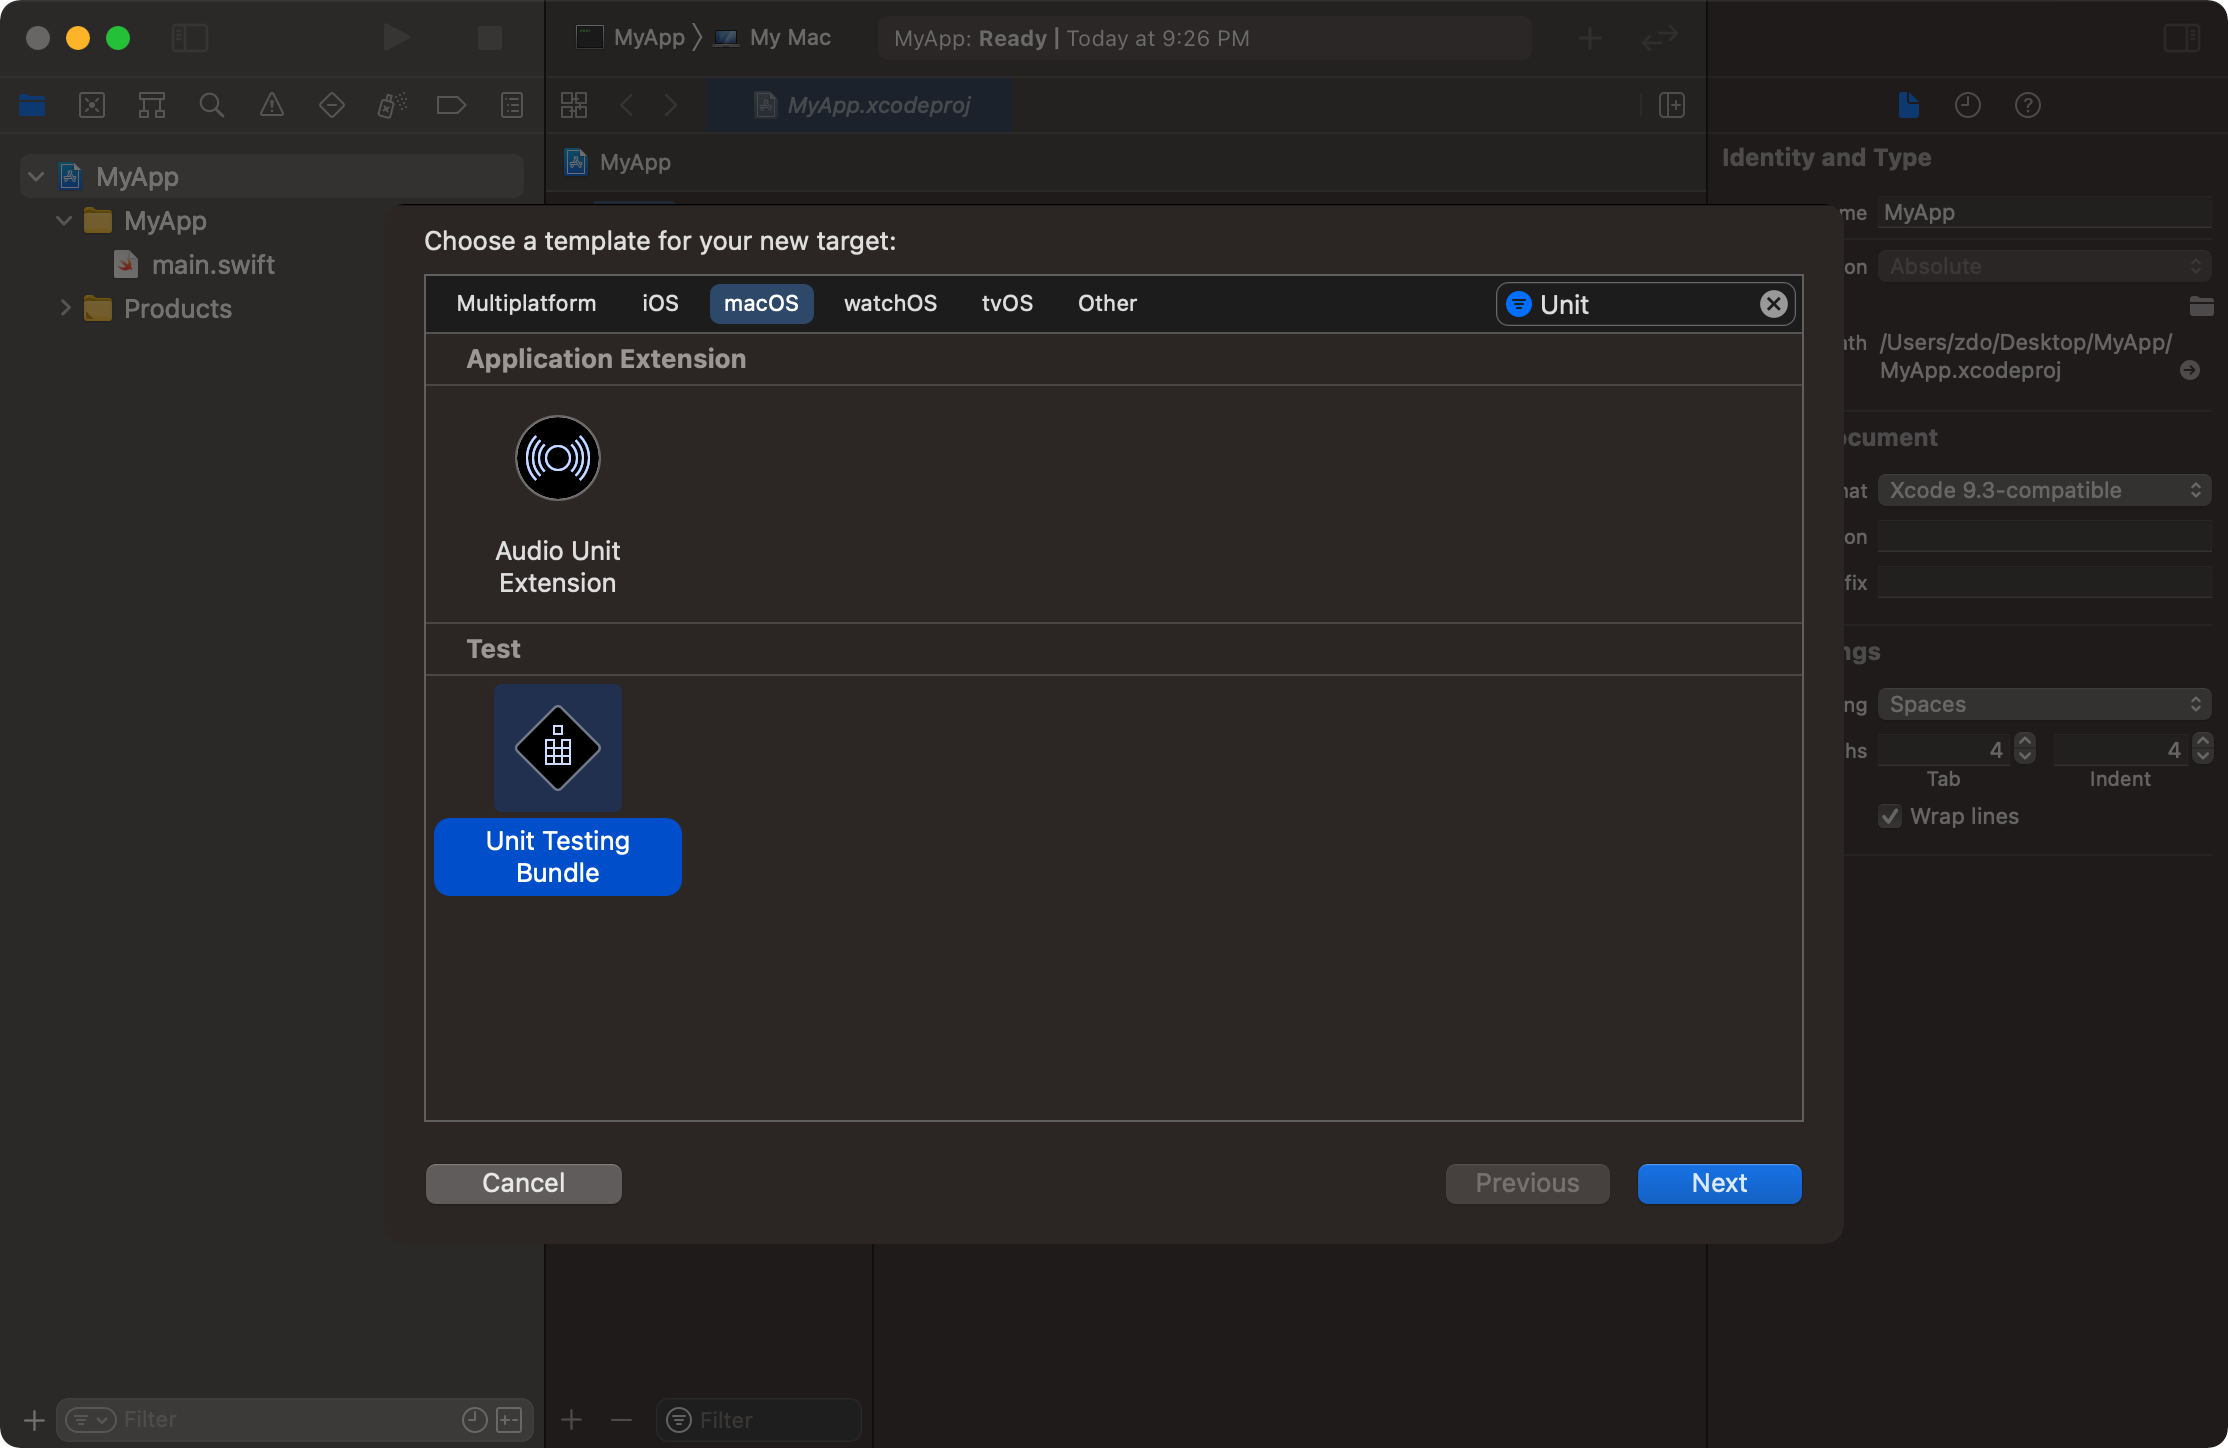 MyApp
My Mac
MyApp: Ready | Today at 9:26 PM
MyApp.xcodeproj
MyApp
MyApp
MyApp
main.swift
Products
Choose a template for your new target:
Multiplatform
iOS
macOS
watchOS
tvOS
Other
Unit
Application Extension
Audio Unit
Extension
Test
Unit Testing
Bundle
Cancel
Previous
Next
Identity and Type
me MyApp
on Absolute
ath /Users/zdo/Desktop/MyApp/
MyApp.xcodeproj
ocument
nat Xcode 9.3-compatible
on
fix
ngs
ng Spaces
hs 4 4
Tab Indent
Wrap lines
Filter
Filter